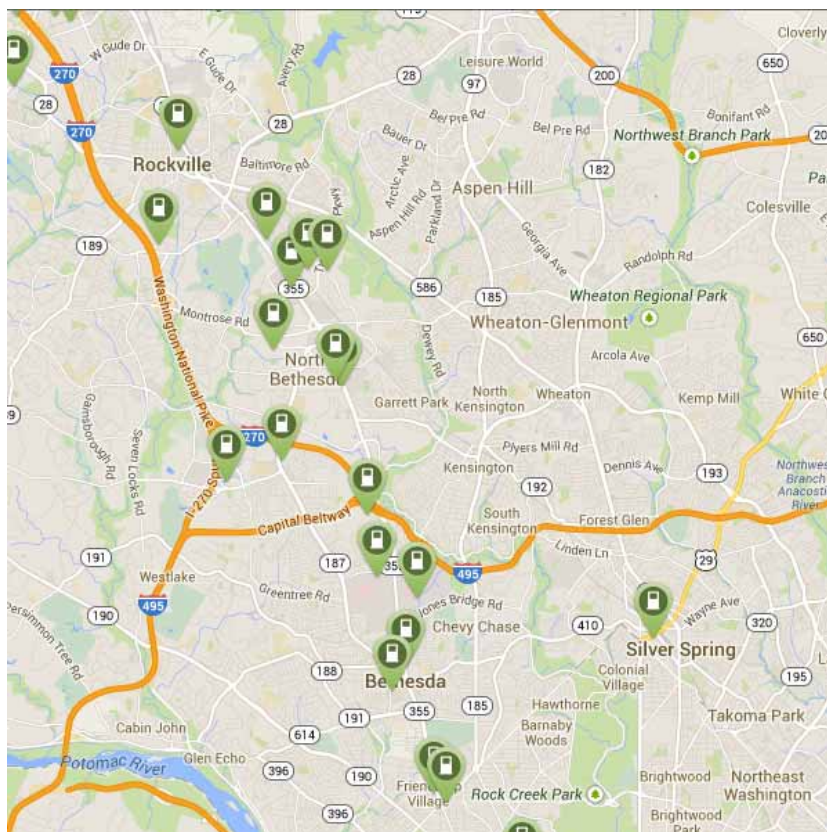 115
Cloverly
W Gude Dr
E Gude Dr
Avery Rd
Leisure World
650
270
28
97
200
28
Bonifant Rd
270
28
Bel Pre Rd
Bel Pre Rd
Northwest Branch Park
Bauer Dr
Rockville
Baltimore Rd
Arctic Ave
Aspen Hill Rd
Parkland Dr
Aspen Hill
182
Colesville
Pkwy
Georgia Ave
189
Randolph Rd
355
586
185
Washington National Pike
Wheaton Regional Park
Montrose Rd
Wheaton-Glenmont
650
Dewey Rd
Arcola Ave
North
Bethesda
Garrett Park
North
Kensington
Wheaton
Kemp Mill
Gainsborough Rd
Seven Locks Rd
270
Plyers Mill Rd
Kensington
Dennis Ave
193
Northwest
Branch
Anacostia
River
192
I-270 Spur
South
Kensington
Capital Beltway
Forest Glen
Linden Ln
29
191
187
495
Westlake
Greentree Rd
Jones Bridge Rd
495
190
Persimmon Tree Rd
Chevy Chase
410
Wayne Ave
320
Silver Spring
188
Bethesda
Colonial
Village
195
191
355
185
Hawthorne
Takoma Park
Cabin John
614
Barnaby
Woods
Glen Echo
Potomac River
396
190
Friendship
Village
Rock Creek Park
Brightwood
Northeast
Washington
396
Brightwood
Park